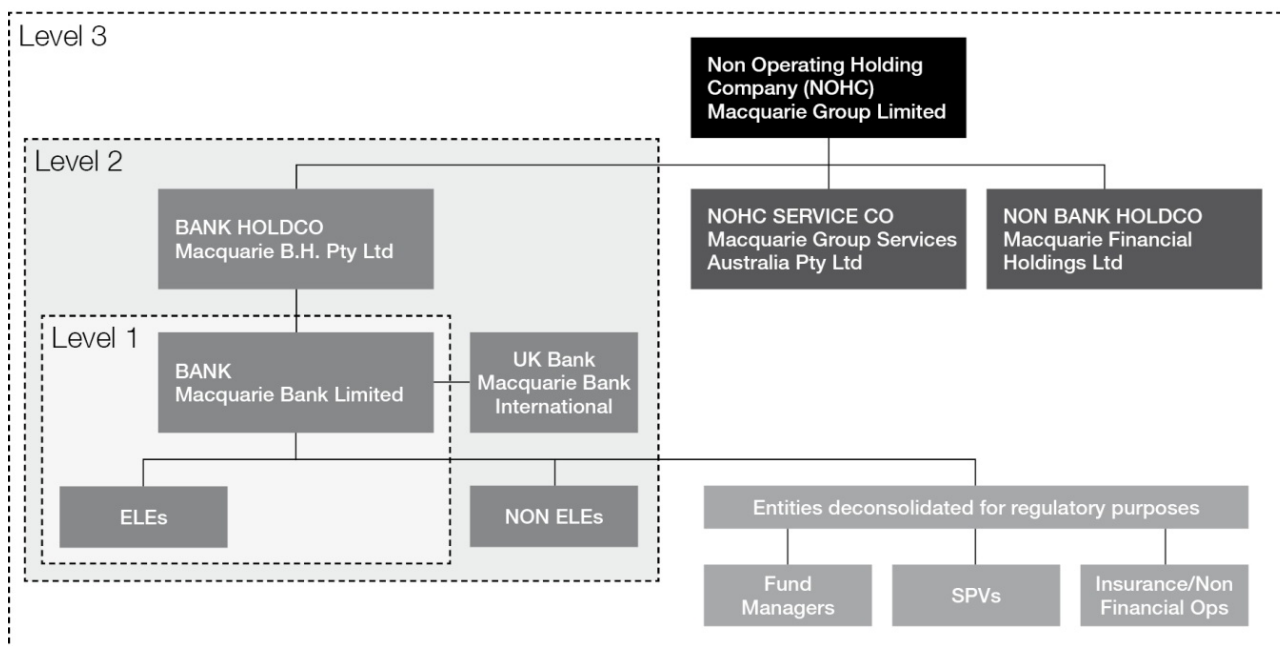 Level 3
Non Operating Holding
Company (NOHC)
Macquarie Group Limited
Level 2
BANK HOLDCO
Macquarie B.H. Pty Ltd
NOHC SERVICE CO
Macquarie Group Services
Australia Pty Ltd
NON BANK HOLDCO
Macquarie Financial
Holdings Ltd
Level 1
BANK
Macquarie Bank Limited
UK Bank
Macquarie Bank
International
ELEs
NON ELEs
Entities deconsolidated for regulatory purposes
Fund
Managers
SPVs
Insurance/Non
Financial Ops